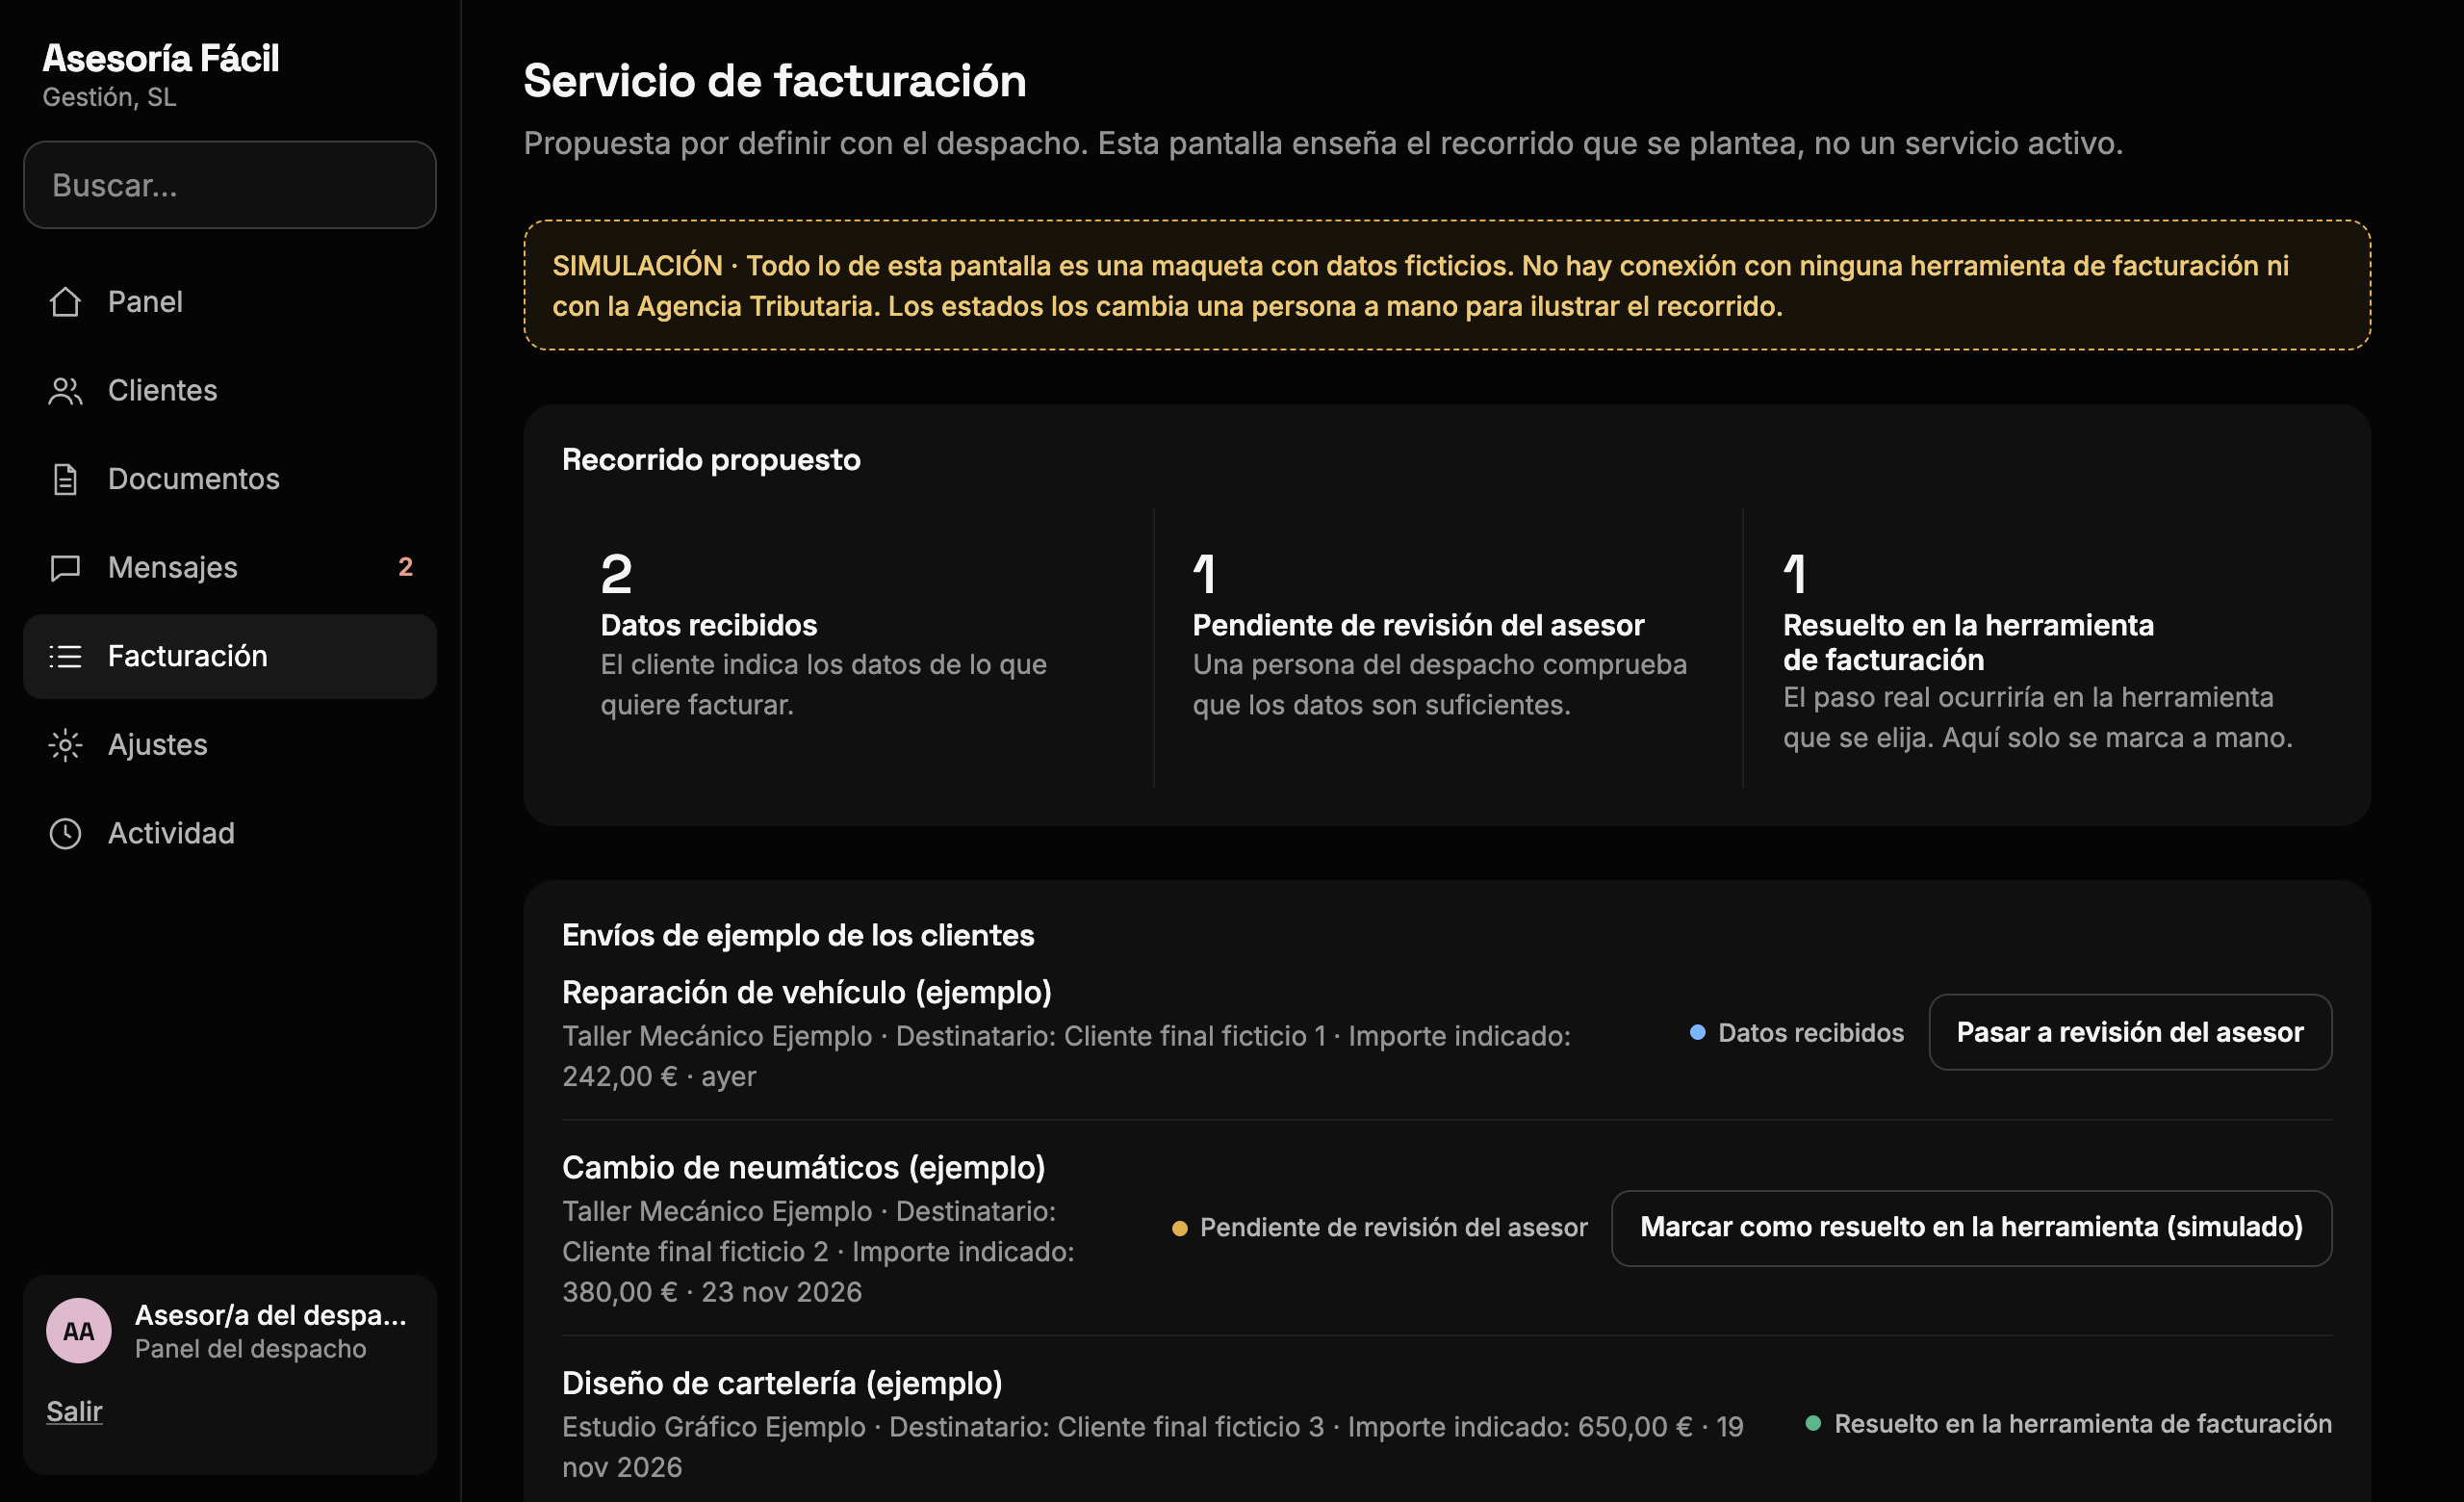 Asesoría Fácil
Gestión, SL
Buscar...
Panel
Clientes
Documentos
Mensajes 2
Facturación
Ajustes
Actividad
AA
Asesor/a del despa...
Panel del despacho
Salir
Servicio de facturación
Propuesta por definir con el despacho. Esta pantalla enseña el recorrido que se plantea, no un servicio activo.
SIMULACIÓN · Todo lo de esta pantalla es una maqueta con datos ficticios. No hay conexión con ninguna herramienta de facturación ni
con la Agencia Tributaria. Los estados los cambia una persona a mano para ilustrar el recorrido.
Recorrido propuesto
2
Datos recibidos
El cliente indica los datos de lo que
quiere facturar.
1
Pendiente de revisión del asesor
Una persona del despacho comprueba
que los datos son suficientes.
1
Resuelto en la herramienta
de facturación
El paso real ocurriría en la herramienta
que se elija. Aquí solo se marca a mano.
Envíos de ejemplo de los clientes
Reparación de vehículo (ejemplo)
Taller Mecánico Ejemplo · Destinatario: Cliente final ficticio 1 · Importe indicado:
242,00 € · ayer
Datos recibidos
Pasar a revisión del asesor
Cambio de neumáticos (ejemplo)
Taller Mecánico Ejemplo · Destinatario:
Cliente final ficticio 2 · Importe indicado:
380,00 € · 23 nov 2026
Pendiente de revisión del asesor
Marcar como resuelto en la herramienta (simulado)
Diseño de cartelería (ejemplo)
Estudio Gráfico Ejemplo · Destinatario: Cliente final ficticio 3 · Importe indicado: 650,00 € · 19
nov 2026
Resuelto en la herramienta de facturación